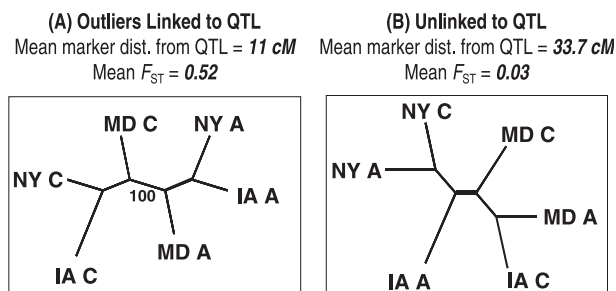 (A) Outliers Linked to QTL
Mean marker dist. from QTL = 11 cM
Mean FST = 0.52
(B) Unlinked to QTL
Mean marker dist. from QTL = 33.7 cM
Mean FST = 0.03
MD C
NY A
NY C
100
IA A
MD A
IA C
NY C
MD C
NY A
MD A
IA A
IA C